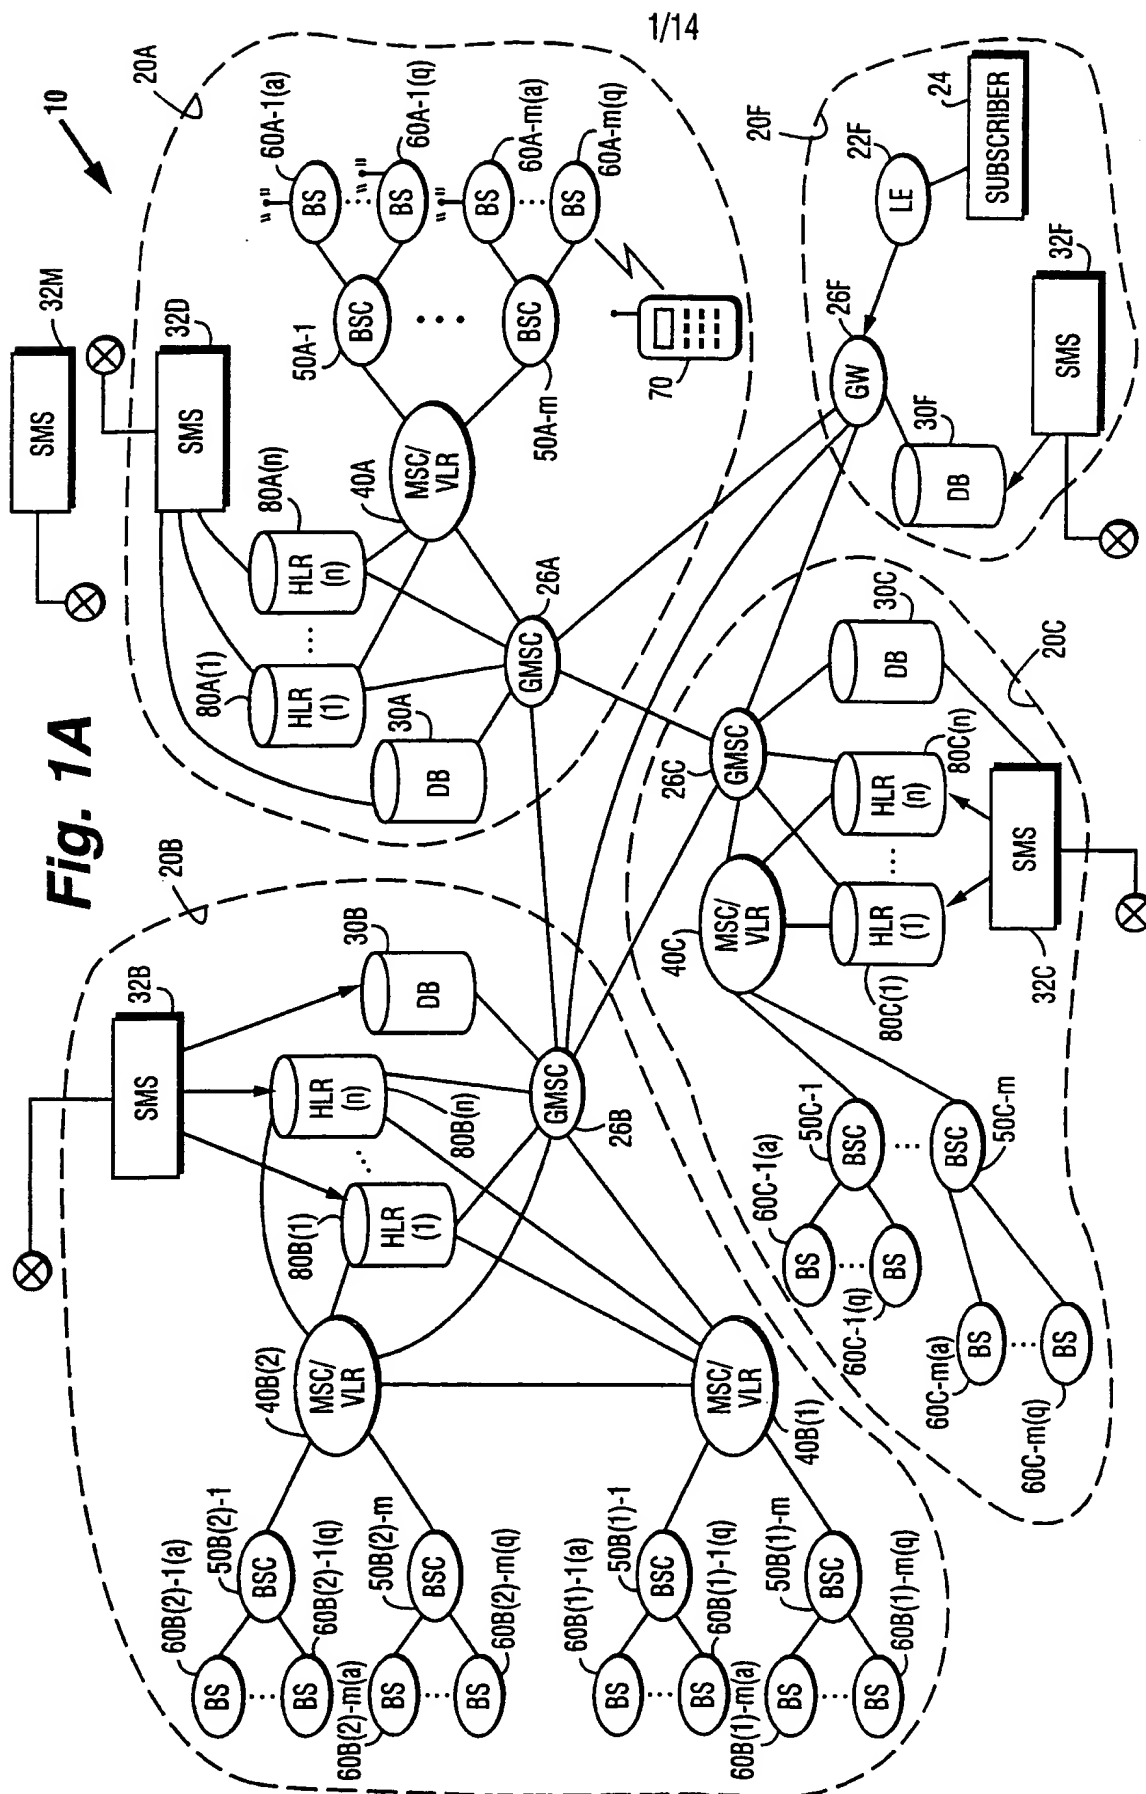 1/14
Fig. 1A
10
20A
32M
SMS
32D
SMS
80A(n)
HLR
(n)
...
80A(1)
HLR
(1)
30A
DB
40A
MSC/
VLR
26A
GMSC
50A-1
BSC
...
BSC
50A-m
60A-1(a)
" "
BS
...
" "
BS
60A-1(q)
" "
60A-m(a)
BS
...
BS
60A-m(q)
70
20B
32B
SMS
30B
DB
HLR
(n)
80B(n)
...
80B(1)
HLR
(1)
GMSC
26B
40B(2)
MSC/
VLR
MSC/
VLR
40B(1)
50B(2)-1
BSC
60B(2)-1(a)
BS
...
BS
60B(2)-1(q)
50B(2)-m
BSC
60B(2)-m(a)
BS
...
BS
60B(2)-m(q)
50B(1)-1
BSC
60B(1)-1(a)
BS
...
BS
60B(1)-1(q)
50B(1)-m
BSC
60B(1)-m(a)
BS
...
BS
60B(1)-m(q)
20F
24
SUBSCRIBER
22F
LE
26F
GW
30F
DB
32F
SMS
20C
26C
GMSC
30C
DB
80C(n)
HLR
(n)
...
HLR
(1)
80C(1)
40C
MSC/
VLR
SMS
32C
50C-1
BSC
...
BSC
50C-m
60C-1(a)
BS
...
BS
60C-1(q)
60C-m(a)
BS
...
BS
60C-m(q)